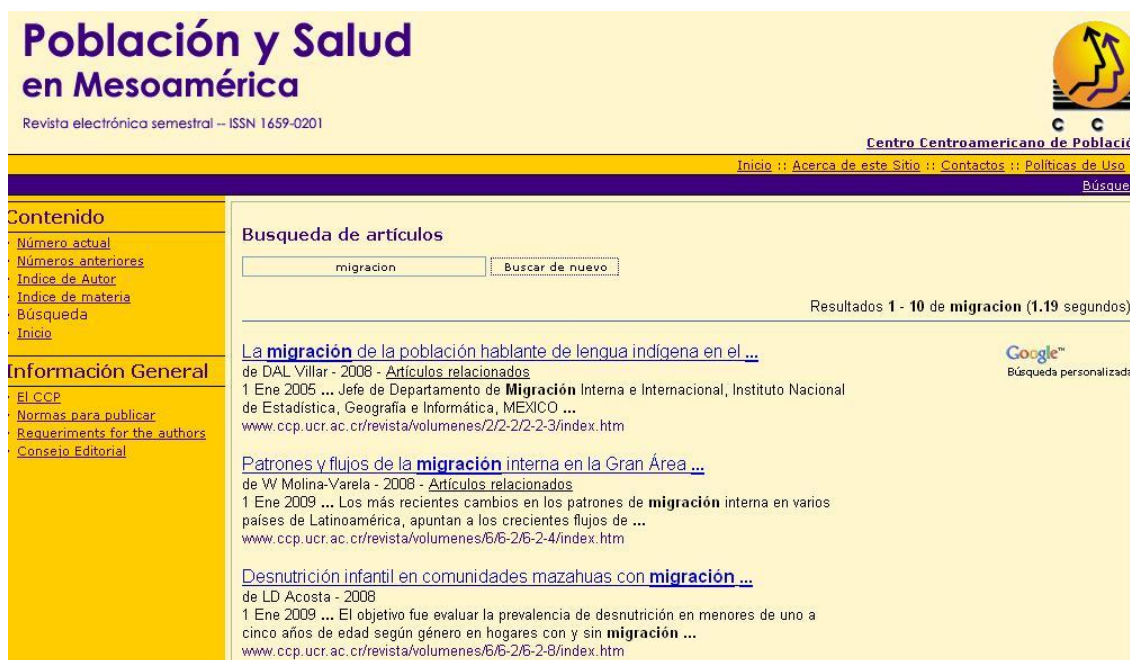 Población y Salud
en Mesoamérica
Revista electrónica semestral -- ISSN 1659-0201
C C
Centro Centroamericano de Població
Inicio :: Acerca de este Sitio :: Contactos :: Políticas de Uso
Búsque
Contenido
· Número actual
· Números anteriores
· Indice de Autor
· Indice de materia
· Búsqueda
· Inicio
Información General
· El CCP
· Normas para publicar
· Requeriments for the authors
· Consejo Editorial
Busqueda de artículos
migracion Buscar de nuevo
Resultados 1 - 10 de migracion (1.19 segundos)
Google™
Búsqueda personalizada
La migración de la población hablante de lengua indígena en el ...
de DAL Villar - 2008 - Artículos relacionados
1 Ene 2005 ... Jefe de Departamento de Migración Interna e Internacional, Instituto Nacional
de Estadística, Geografía e Informática, MEXICO ...
www.ccp.ucr.ac.cr/revista/volumenes/2/2-2/2-2-3/index.htm
Patrones y flujos de la migración interna en la Gran Área ...
de W Molina-Varela - 2008 - Artículos relacionados
1 Ene 2009 ... Los más recientes cambios en los patrones de migración interna en varios
países de Latinoamérica, apuntan a los crecientes flujos de ...
www.ccp.ucr.ac.cr/revista/volumenes/6/6-2/6-2-4/index.htm
Desnutrición infantil en comunidades mazahuas con migración ...
de LD Acosta - 2008
1 Ene 2009 ... El objetivo fue evaluar la prevalencia de desnutrición en menores de uno a
cinco años de edad según género en hogares con y sin migración ...
www.ccp.ucr.ac.cr/revista/volumenes/6/6-2/6-2-8/index.htm